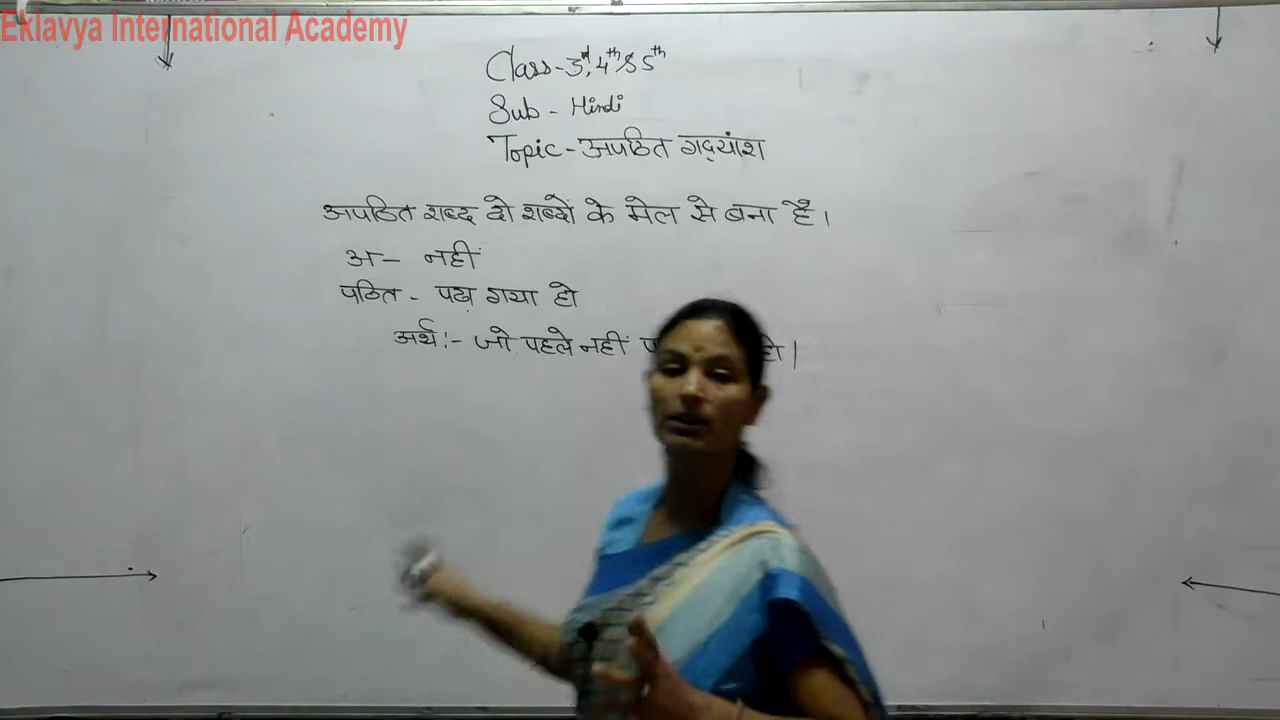 Eklavya International Academy
Class-3rd, 4th & 5th
Sub - Hindi
Topic - अपठित गद्यांश
अपठित शब्द दो शब्दों के मेल से बना है।
अ - नहीं
पठित - पढ़ा गया हो
अर्थ :- जो पहले नहीं हो।